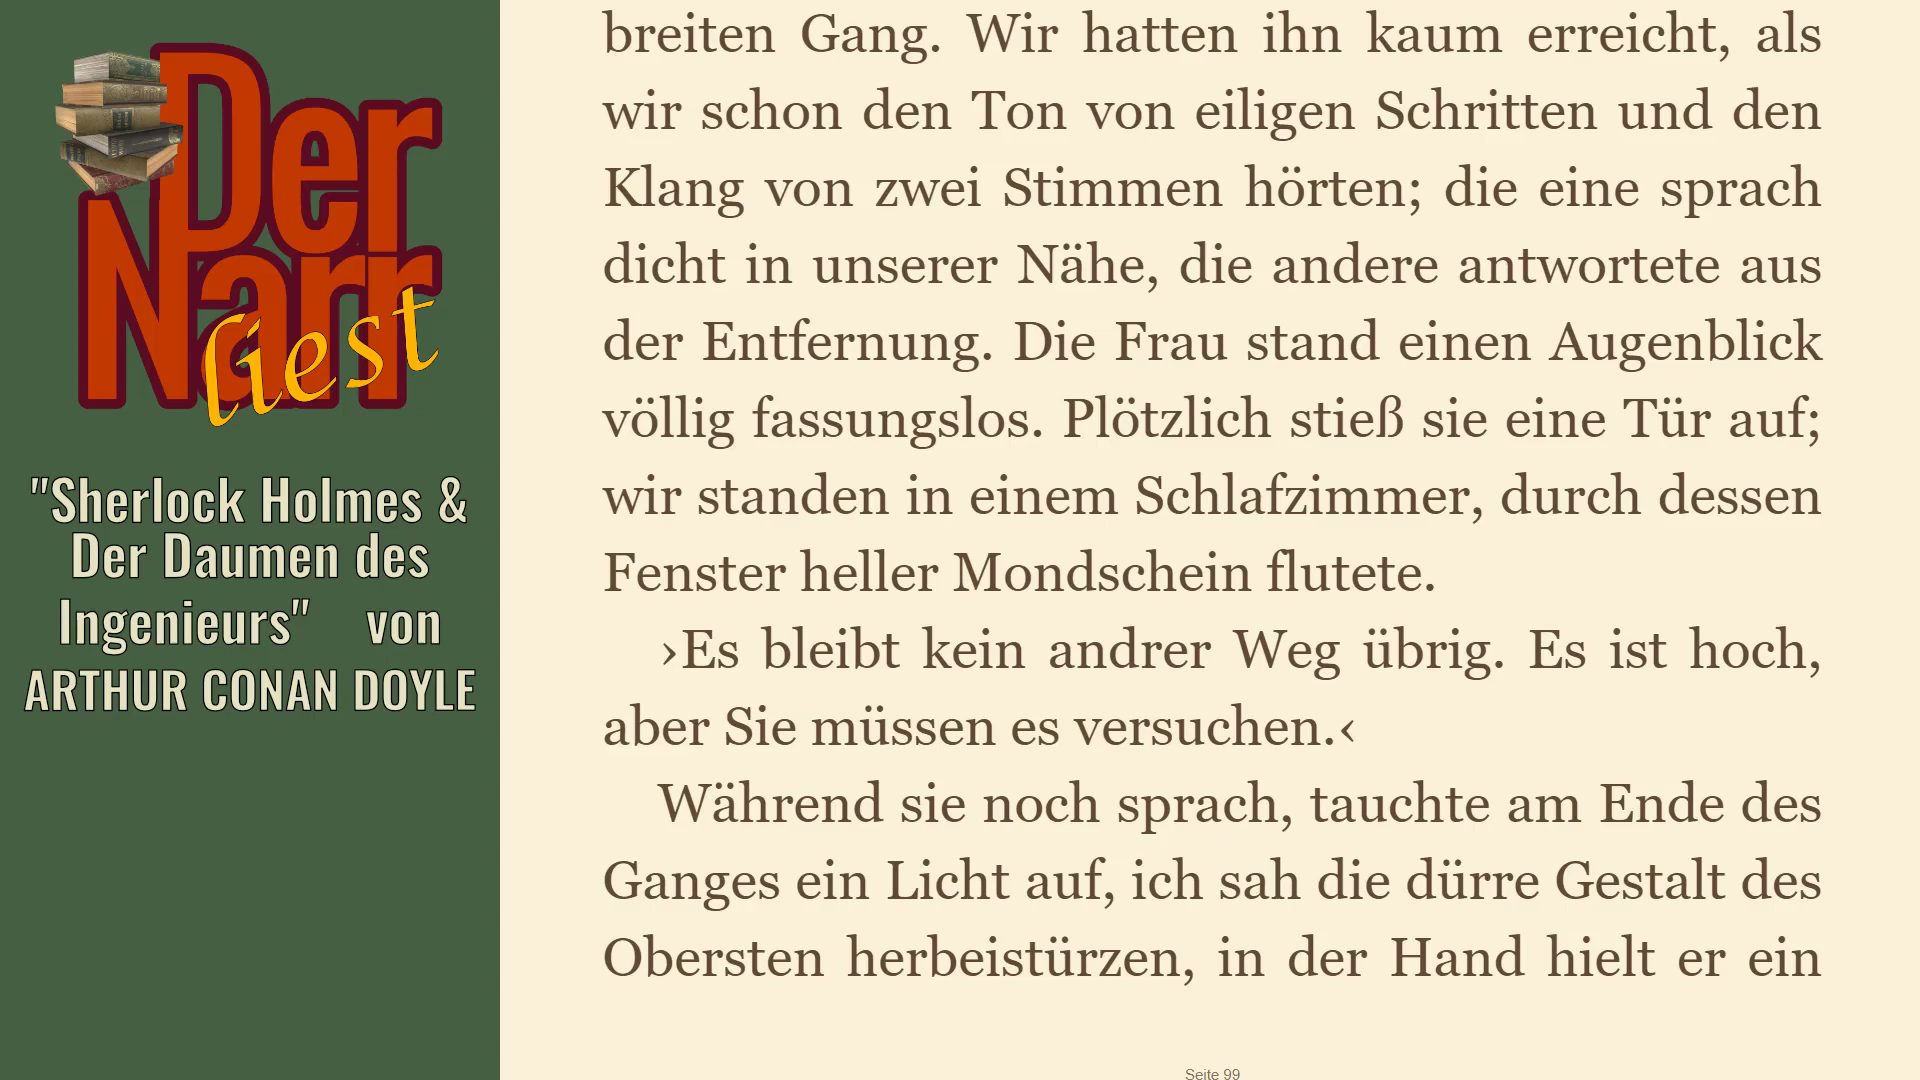 Der
Narr
liest
"Sherlock Holmes &
Der Daumen des
Ingenieurs" von
ARTHUR CONAN DOYLE
breiten Gang. Wir hatten ihn kaum erreicht, als
wir schon den Ton von eiligen Schritten und den
Klang von zwei Stimmen hörten; die eine sprach
dicht in unserer Nähe, die andere antwortete aus
der Entfernung. Die Frau stand einen Augenblick
völlig fassungslos. Plötzlich stieß sie eine Tür auf;
wir standen in einem Schlafzimmer, durch dessen
Fenster heller Mondschein flutete.
›Es bleibt kein andrer Weg übrig. Es ist hoch,
aber Sie müssen es versuchen.‹
Während sie noch sprach, tauchte am Ende des
Ganges ein Licht auf, ich sah die dürre Gestalt des
Obersten herbeistürzen, in der Hand hielt er ein
Seite 99